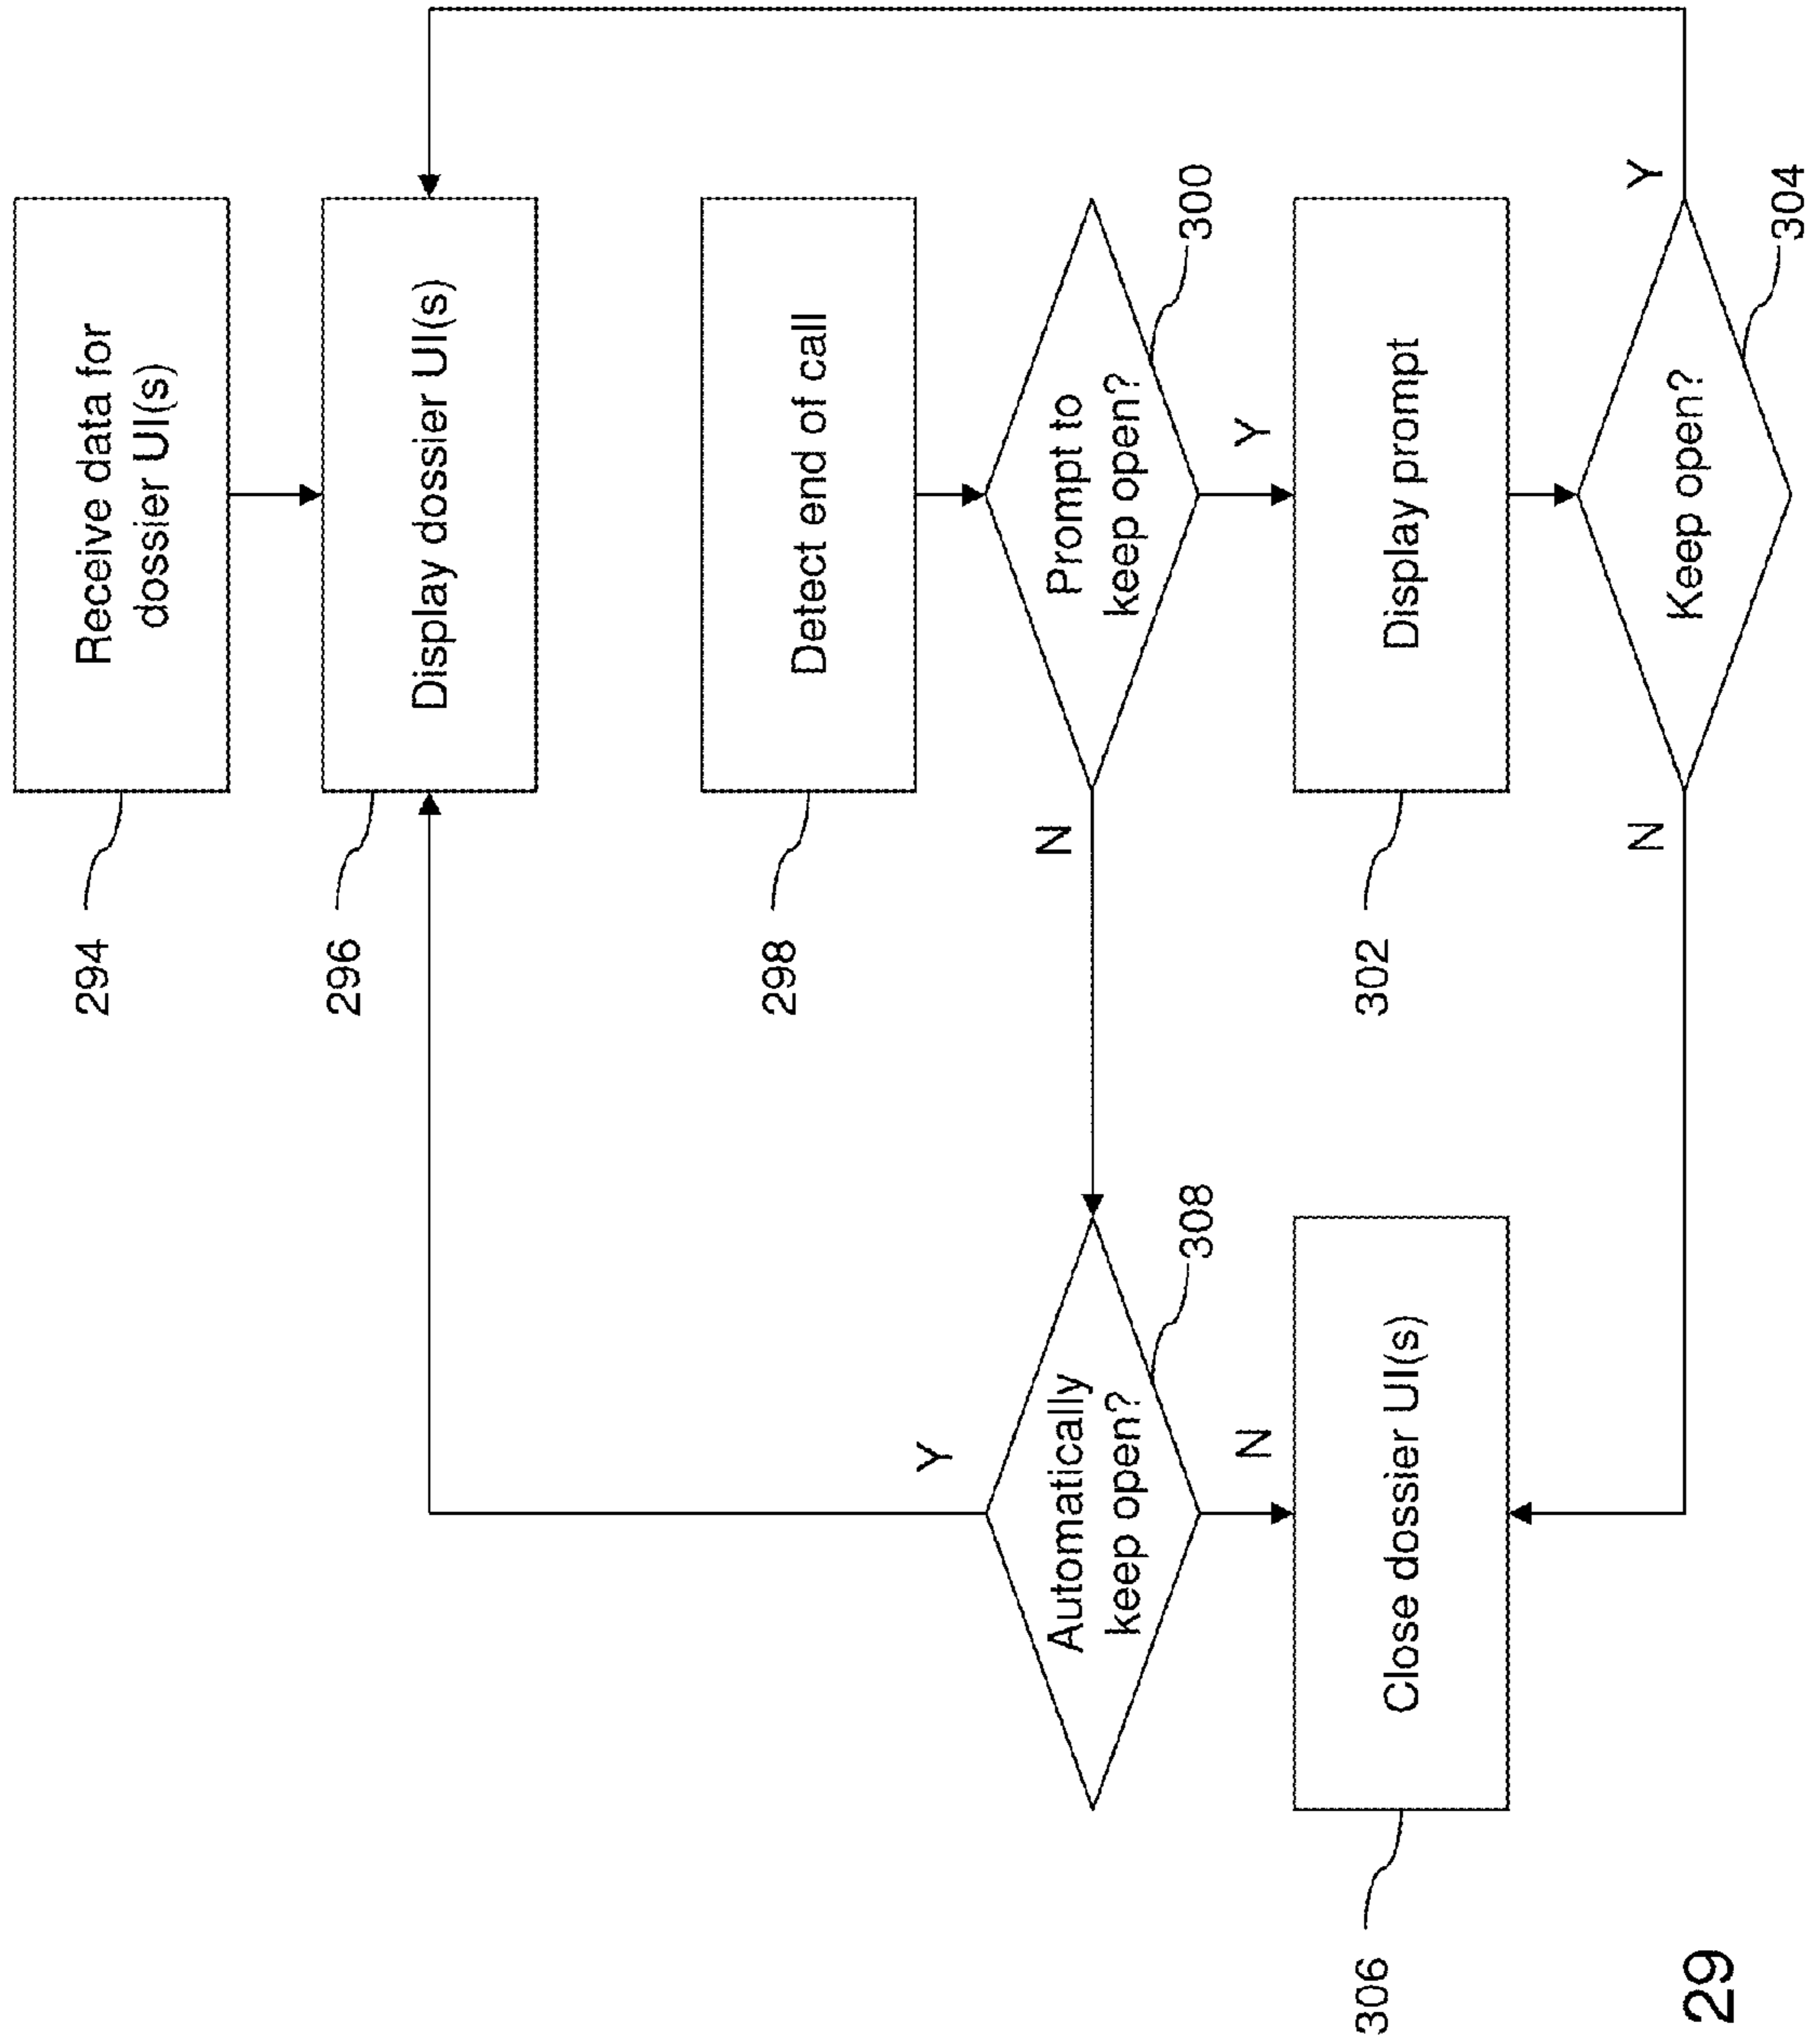 294
Receive data for
dossier UI(s)
296
Display dossier UI(s)
298
Detect end of call
Prompt to
keep open?
300
N
Y
302
Display prompt
Keep open?
304
Y
N
Automatically
keep open?
308
Y
N
306
Close dossier UI(s)
29